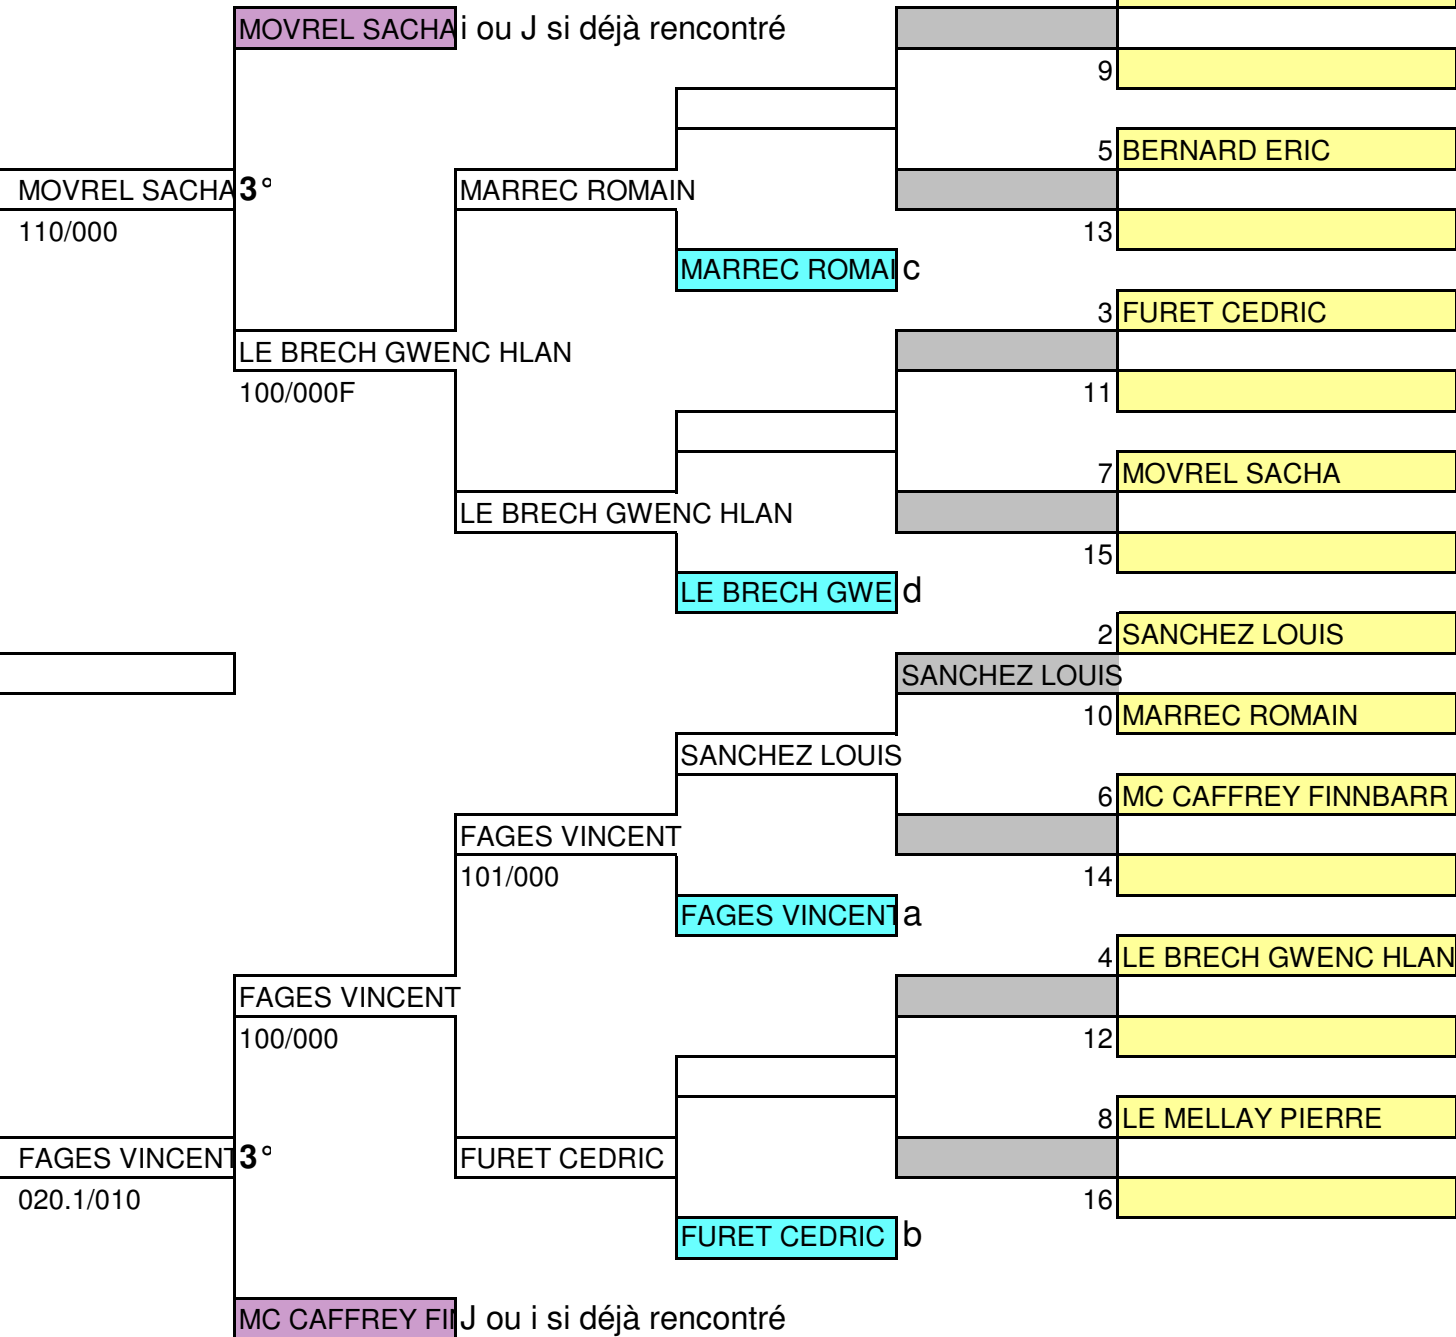 MOVREL SACHA i ou J si déjà rencontré
9
5 BERNARD ERIC
MOVREL SACHA 3° MARREC ROMAIN
110/000 13
MARREC ROMAI c
3 FURET CEDRIC
LE BRECH GWENC HLAN
100/000F 11
7 MOVREL SACHA
LE BRECH GWENC HLAN
15
LE BRECH GWE d
2 SANCHEZ LOUIS
SANCHEZ LOUIS
10 MARREC ROMAIN
SANCHEZ LOUIS
6 MC CAFFREY FINNBARR
FAGES VINCENT
101/000 14
FAGES VINCENT a
4 LE BRECH GWENC HLAN
FAGES VINCENT
100/000 12
8 LE MELLAY PIERRE
FAGES VINCENT 3° FURET CEDRIC
020.1/010 16
FURET CEDRIC b
MC CAFFREY FI J ou i si déjà rencontré